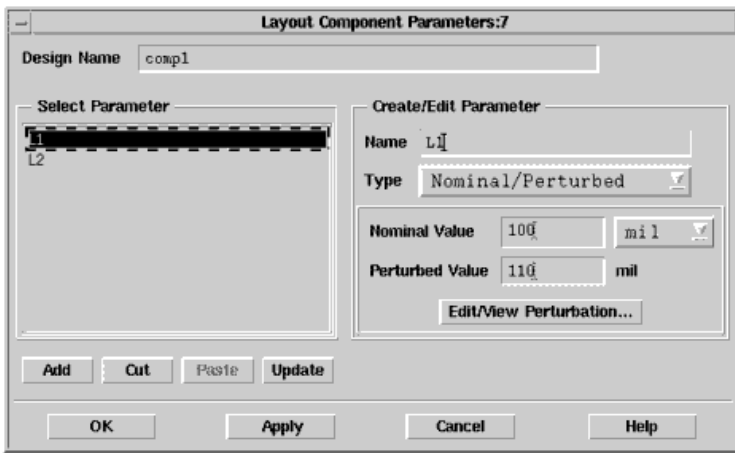 Layout Component Parameters:7
Design Name comp1
Select Parameter
L1
L2
Create/Edit Parameter
Name L1
Type Nominal/Perturbed
Nominal Value 100 mil
Perturbed Value 110 mil
Edit/View Perturbation...
Add Cut Paste Update
OK Apply Cancel Help